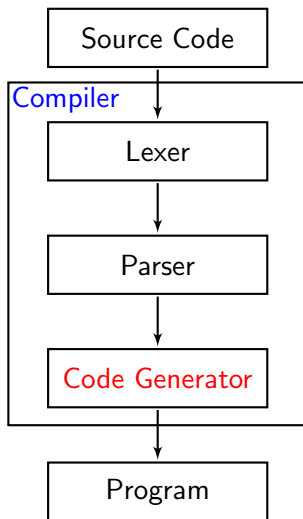 Source Code
Compiler
Lexer
Parser
Code Generator
Program